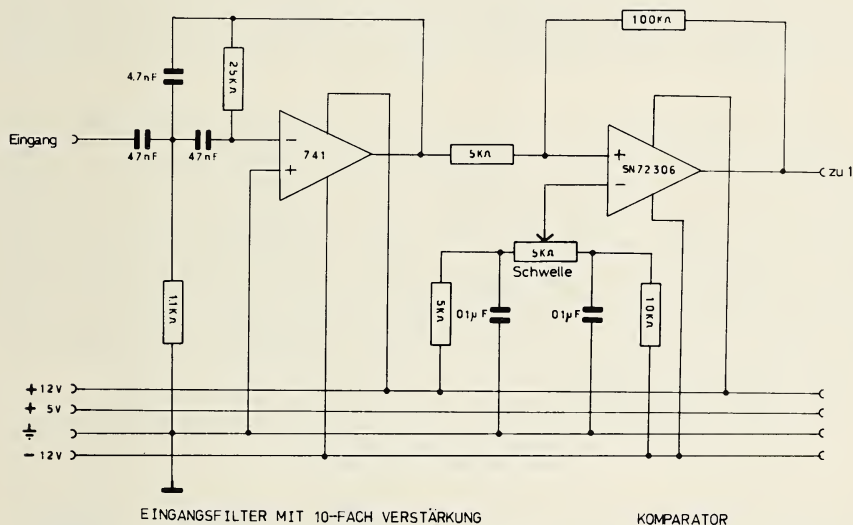 100KΩ
4,7nF
25KΩ
Eingang
47nF
47nF
−
+
741
5KΩ
+
−
SN72306
zu 1
5KΩ
Schwelle
1,1KΩ
5KΩ
0,1µF
0,1µF
10KΩ
+ 12V
+ 5V
− 12V
EINGANGSFILTER MIT 10-FACH VERSTÄRKUNG
KOMPARATOR